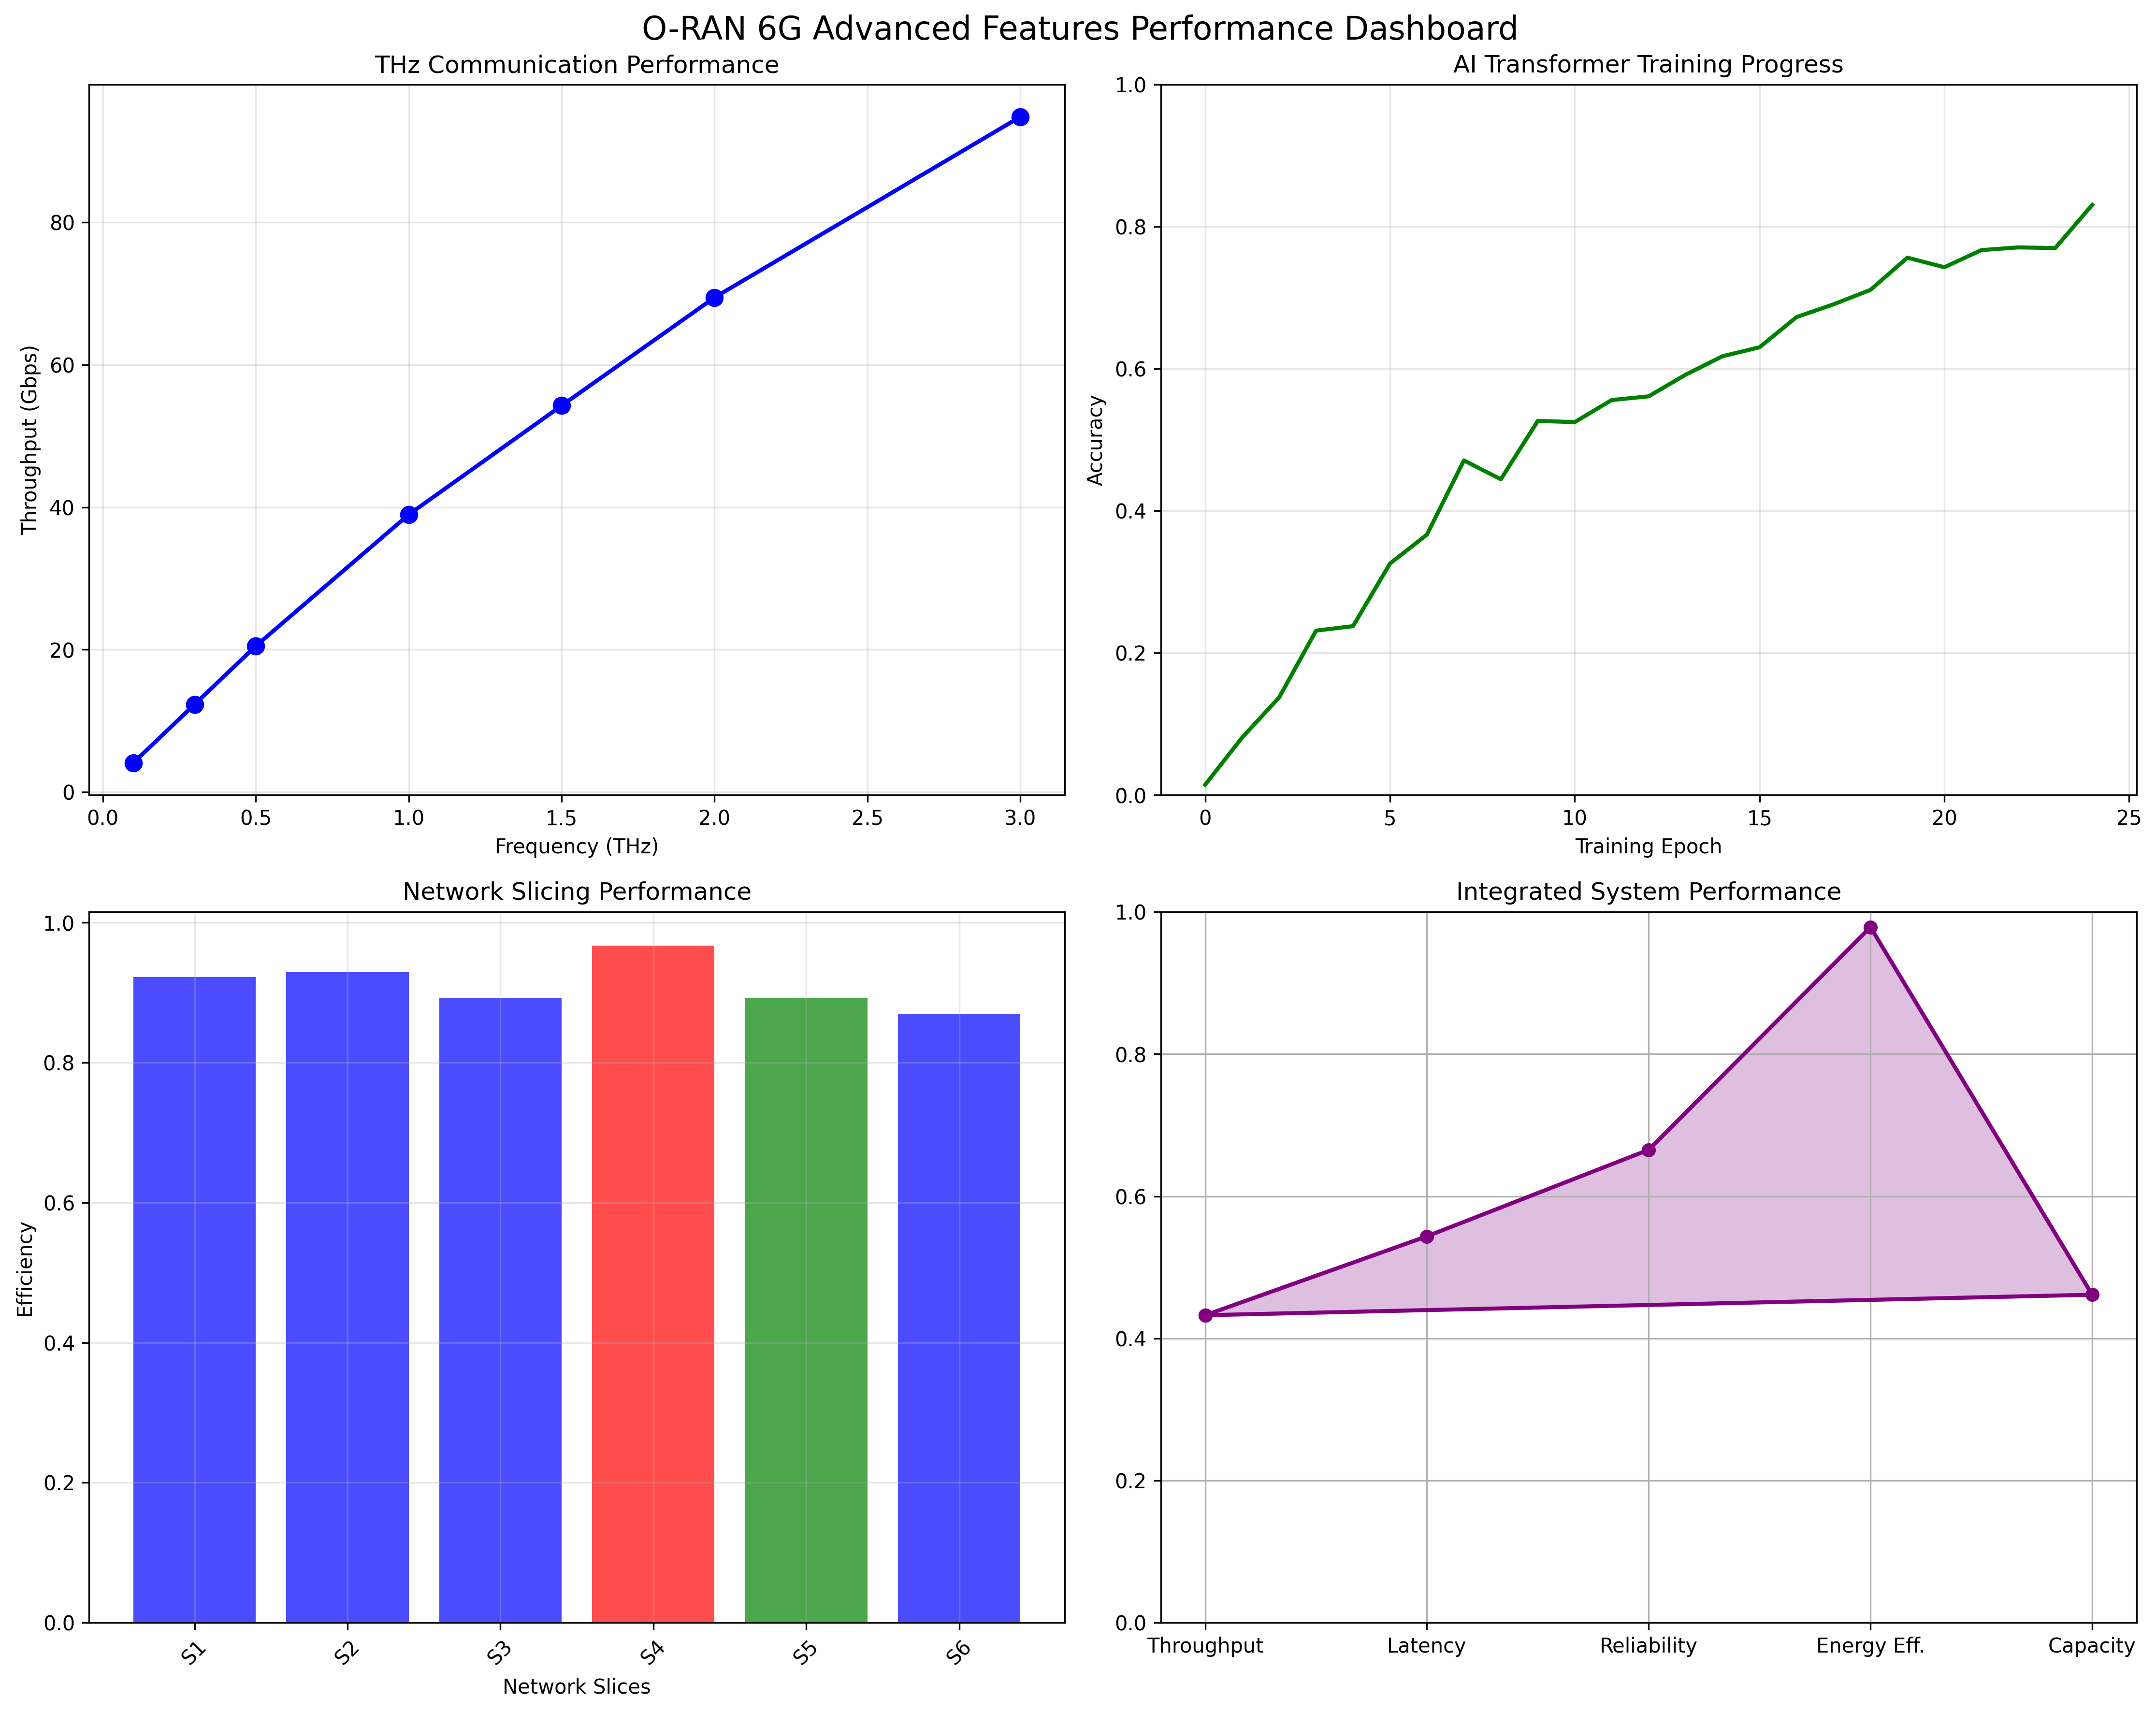 O-RAN 6G Advanced Features Performance Dashboard
THz Communication Performance
Throughput (Gbps)
80
60
40
20
0
0.0 0.5 1.0 1.5 2.0 2.5 3.0
Frequency (THz)
AI Transformer Training Progress
Accuracy
1.0
0.8
0.6
0.4
0.2
0.0
0 5 10 15 20 25
Training Epoch
Network Slicing Performance
Efficiency
1.0
0.8
0.6
0.4
0.2
0.0
S1 S2 S3 S4 S5 S6
Network Slices
Integrated System Performance
1.0
0.8
0.6
0.4
0.2
0.0
Throughput Latency Reliability Energy Eff. Capacity